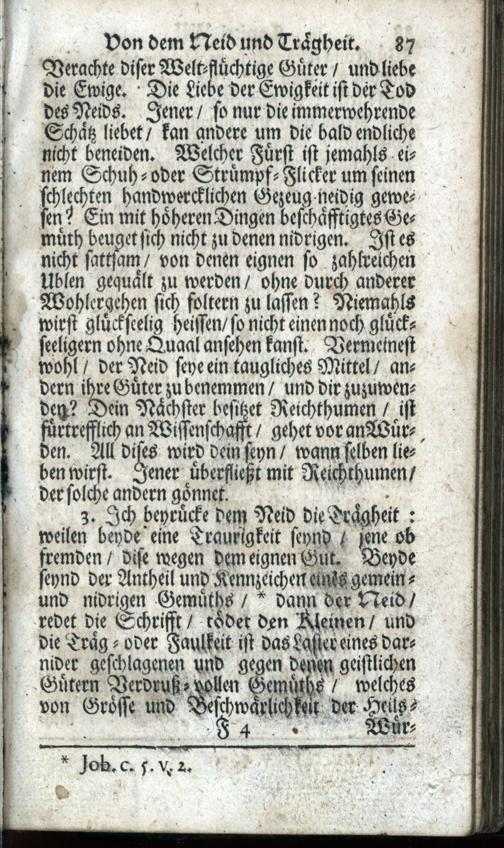 Von dem Neid und Trägheit. 87
Verachte diser Welt-flüchtige Güter / und liebe
die Ewige. Die Liebe der Ewigkeit ist der Tod
des Neids. Jener / so nur die immerwehrende
Schätz liebet / kan andere um die bald endliche
nicht beneiden. Welcher Fürst ist jemahls ei-
nem Schuh- oder Strümpf-Flicker um seinen
schlechten handwercklichen Gezeug neidig gewe-
sen? Ein mit höheren Dingen beschäfftigtes Ge-
müth beuget sich nicht zu denen nidrigen. Ist es
nicht sattsam / von denen eignen so zahlreichen
Ublen gequält zu werden / ohne durch anderer
Wohlergehen sich foltern zu lassen? Niemahls
wirst glückseelig heissen / so nicht einen noch glück-
seeligern ohne Quaal ansehen kanst. Vermeinest
wohl / der Neid seye ein taugliches Mittel / an-
dern ihre Güter zu benemmen / und dir zuzuwen-
den? Dein Nächster besitzet Reichthumen / ist
fürtrefflich an Wissenschafft / gehet vor an Wür-
den. All dises wird dein seyn / wann selben lie-
ben wirst. Jener überfließt mit Reichthumen /
der solche andern gönnet.
3. Ich beyrücke dem Neid die Trägheit:
weilen beyde eine Traurigkeit seynd / jene ob
fremden / dise wegen dem eignen Gut. Beyde
seynd der Antheil und Kennzeichen eines gemein-
und nidrigen Gemüths / * dann der Neid /
redet die Schrifft / tödet den Kleinen / und
die Träg- oder Faulkeit ist das Laster eines dar-
nider geschlagenen und gegen denen geistlichen
Gütern Verdruß-vollen Gemüths / welches
von Grösse und Beschwärlichkeit der Heils-
F 4 Wür-
* Job. c. 5. v. 2.